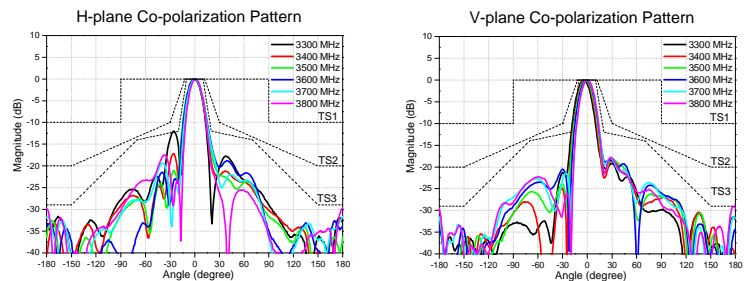 H-plane Co-polarization Pattern
10
5
0
-5
-10
-15
-20
-25
-30
-35
-40
Magnitude (dB)
3300 MHz
3400 MHz
3500 MHz
3600 MHz
3700 MHz
3800 MHz
TS1
TS2
TS3
-180 -150 -120 -90 -60 -30 0 30 60 90 120 150 180
Angle (degree)
V-plane Co-polarization Pattern
10
5
0
-5
-10
-15
-20
-25
-30
-35
-40
Magnitude (dB)
3300 MHz
3400 MHz
3500 MHz
3600 MHz
3700 MHz
3800 MHz
TS1
TS2
TS3
-180 -150 -120 -90 -60 -30 0 30 60 90 120 150 180
Angle (degree)